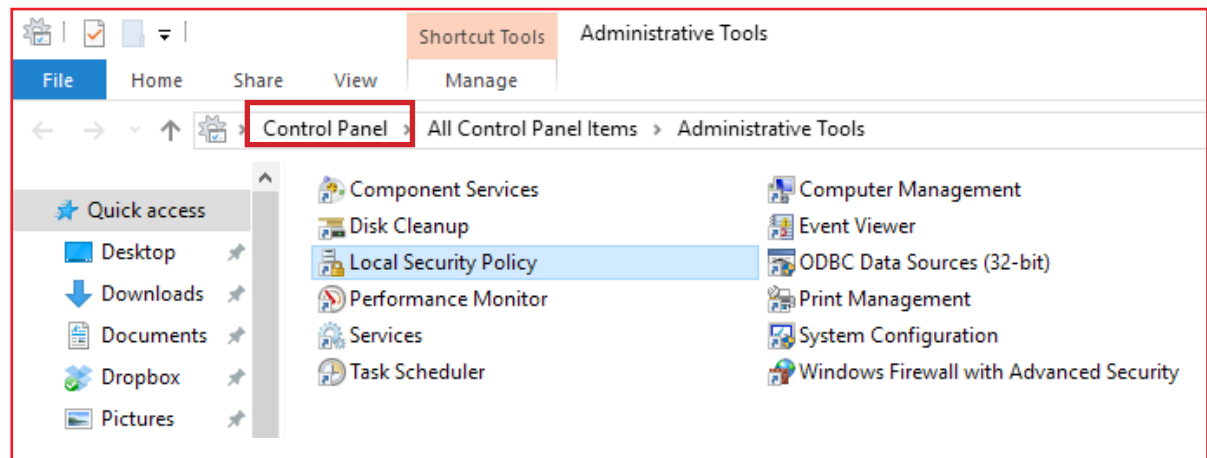 Shortcut Tools Administrative Tools
File Home Share View Manage
Control Panel > All Control Panel Items > Administrative Tools
Quick access
Desktop
Downloads
Documents
Dropbox
Pictures
Component Services
Disk Cleanup
Local Security Policy
Performance Monitor
Services
Task Scheduler
Computer Management
Event Viewer
ODBC Data Sources (32-bit)
Print Management
System Configuration
Windows Firewall with Advanced Security